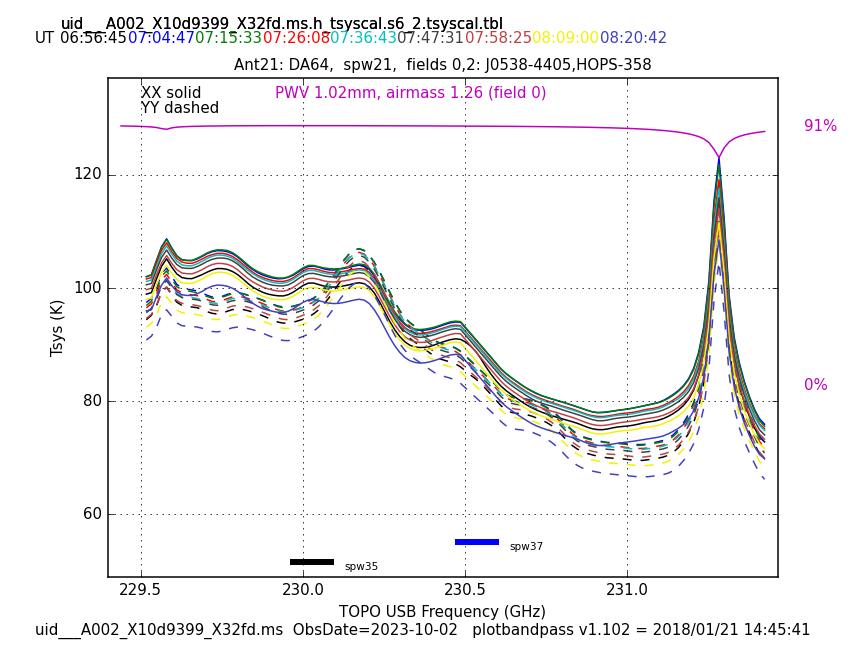 uid___A002_X10d9399_X32fd.ms.h_tsyscal.s6_2.tsyscal.tbl
UT 06:56:45 07:04:47 07:15:33 07:26:08 07:36:43 07:47:31 07:58:25 08:09:00 08:20:42
Ant21: DA64, spw21, fields 0,2: J0538-4405,HOPS-358
XX solid
PWV 1.02mm, airmass 1.26 (field 0)
YY dashed
91%
120
100
80
60
0%
Tsys (K)
spw37
spw35
229.5 230.0 230.5 231.0
TOPO USB Frequency (GHz)
uid___A002_X10d9399_X32fd.ms ObsDate=2023-10-02 plotbandpass v1.102 = 2018/01/21 14:45:41